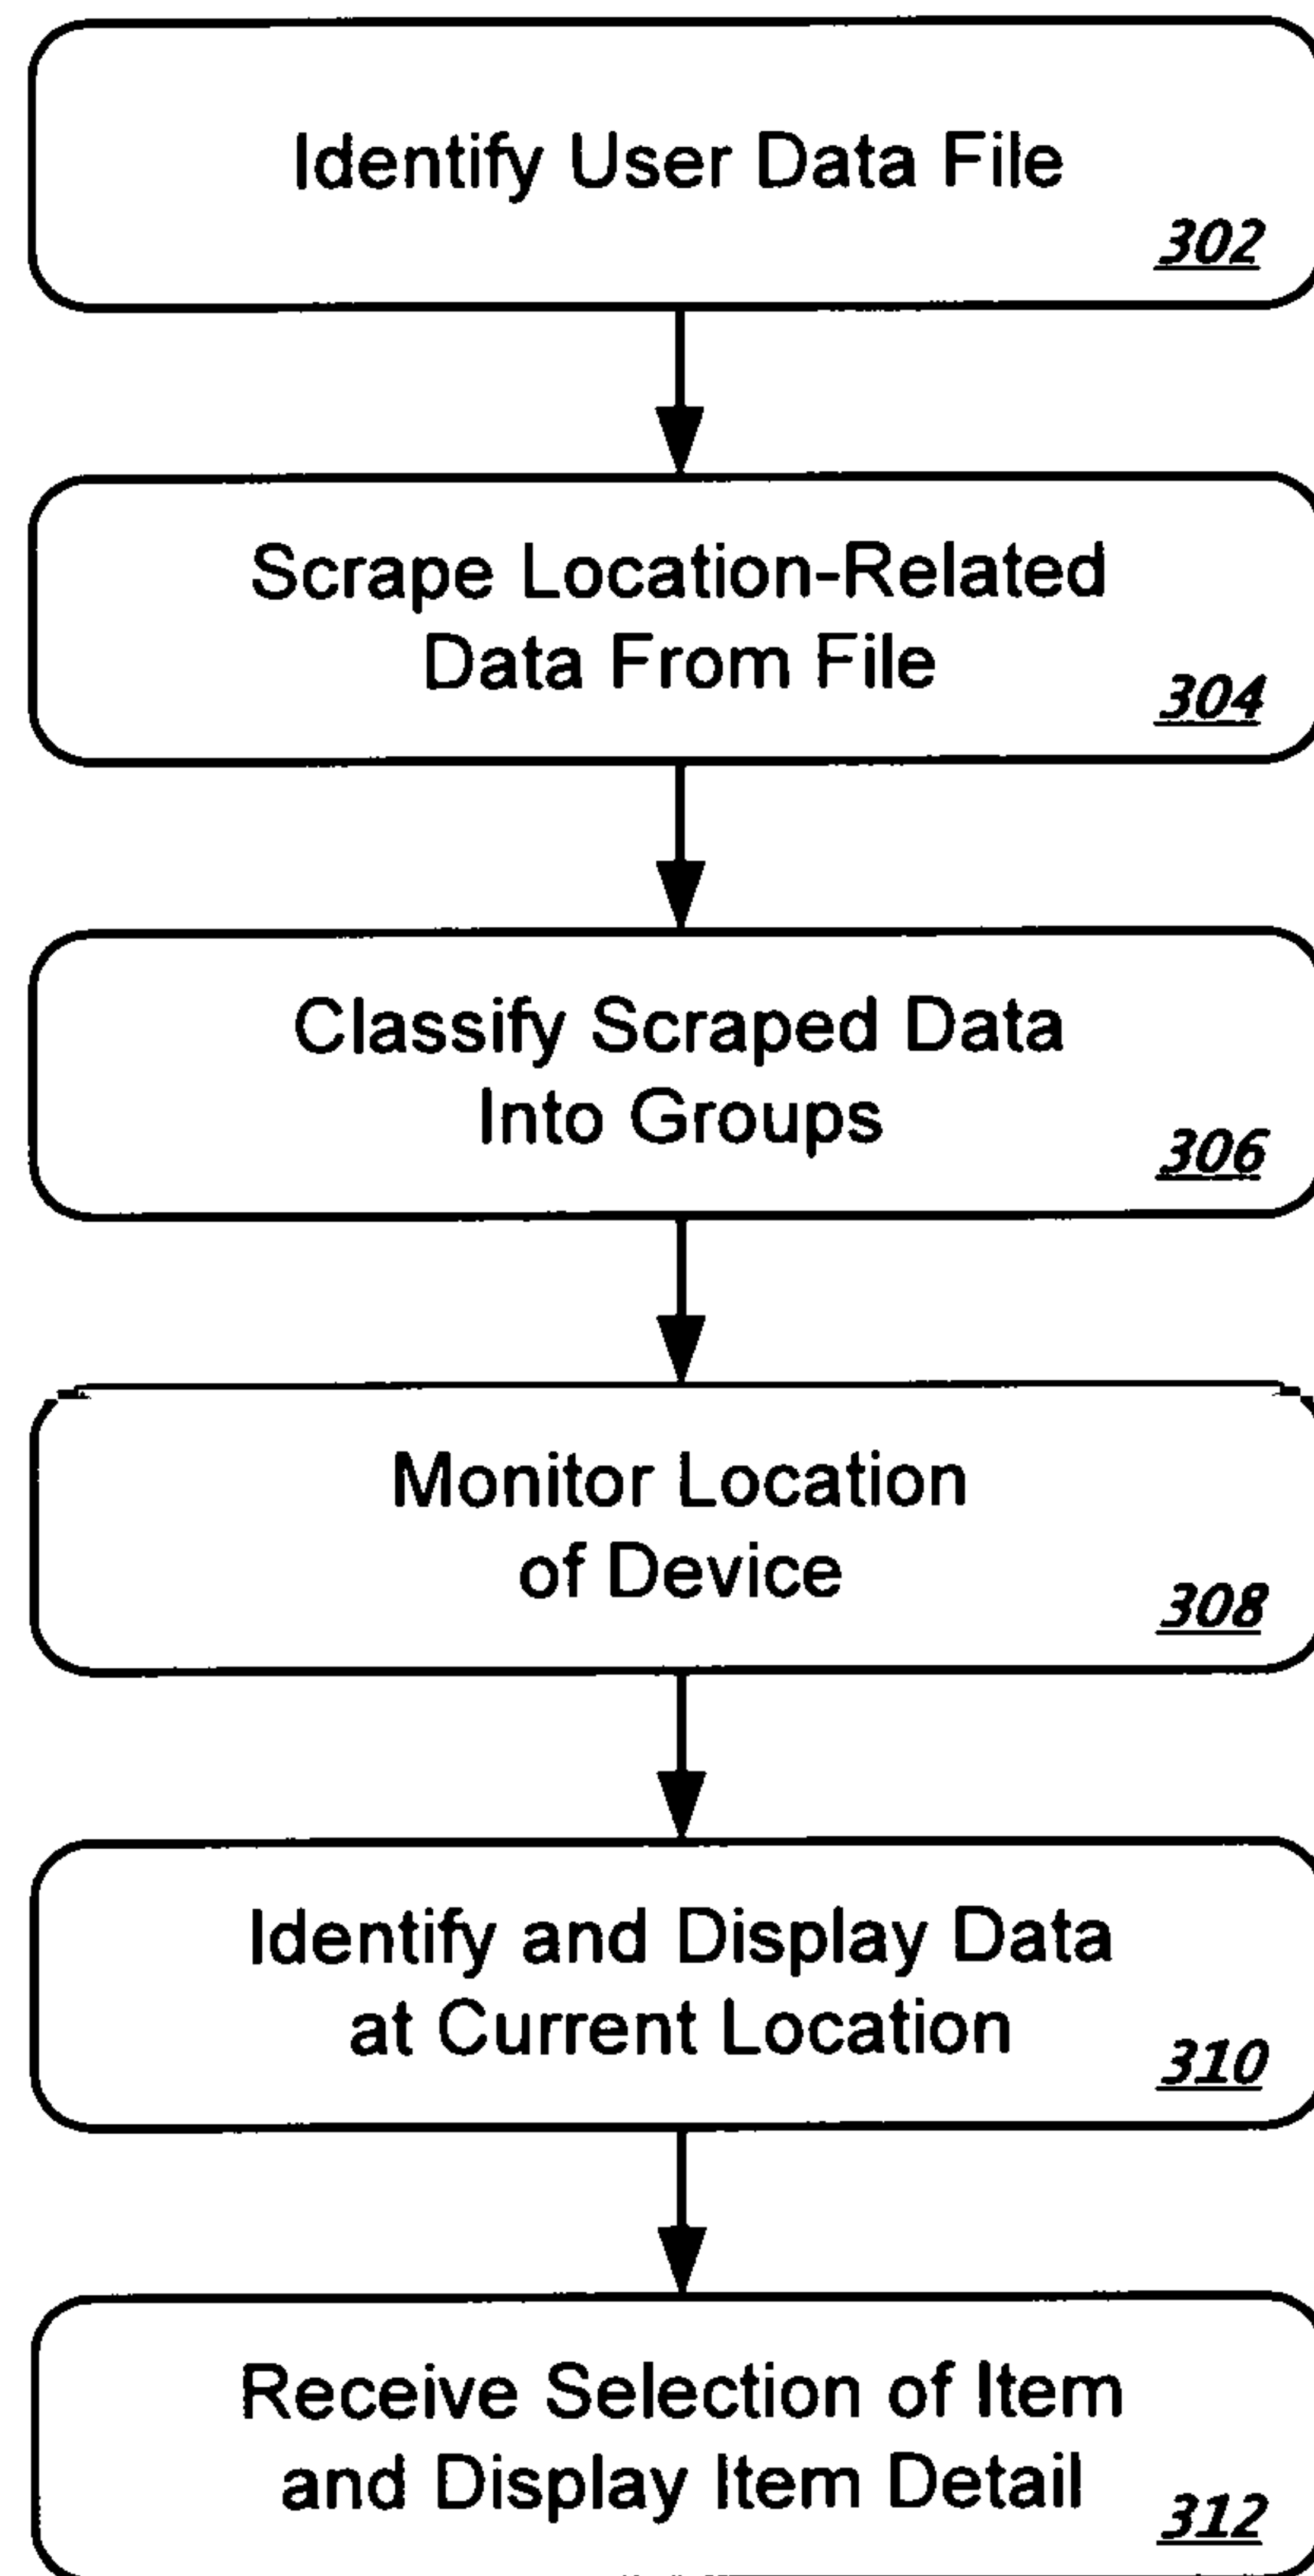 Identify User Data File
302
Scrape Location-Related
Data From File
304
Classify Scraped Data
Into Groups
306
Monitor Location
of Device
308
Identify and Display Data
at Current Location
310
Receive Selection of Item
and Display Item Detail
312